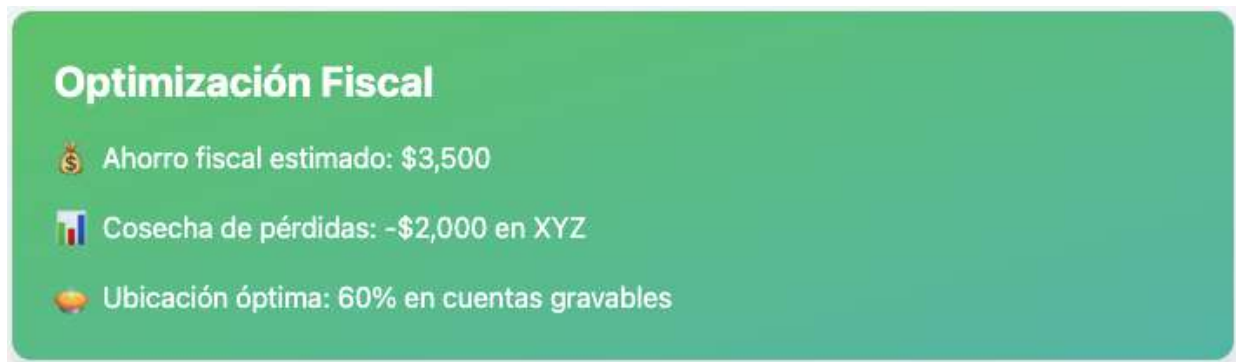 Optimización Fiscal
Ahorro fiscal estimado: $3,500
Cosecha de pérdidas: -$2,000 en XYZ
Ubicación óptima: 60% en cuentas gravables